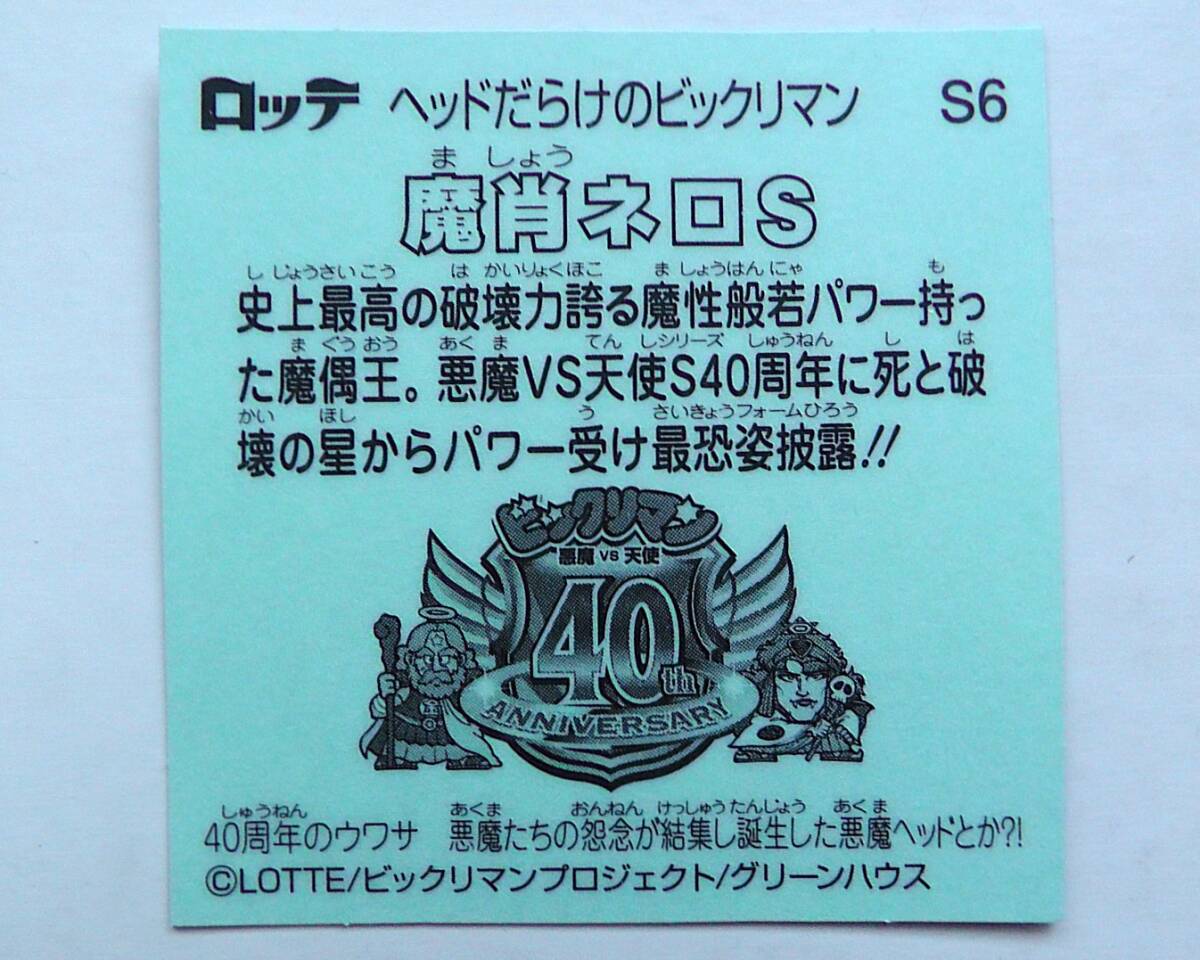 ロッテ ヘッドだらけのビックリマン S6
ま しょう
魔肖ネロS
し じょうさいこう は かいりょくほこ ま しょうはんにゃ も
史上最高の破壊力誇る魔性般若パワー持っ
ま ぐうおう あく ま てん しシリーズ しゅうねん し は
た魔偶王。悪魔VS天使S40周年に死と破
かい ほし う さいきょうフォームひろう
壊の星からパワー受け最恐姿披露!!
ビックリマン
悪魔 VS 天使
40th
ANNIVERSARY
しゅうねん あくま おんねん けっしゅうたんじょう あくま
40周年のウワサ 悪魔たちの怨念が結集し誕生した悪魔ヘッドとか?!
©LOTTE/ビックリマンプロジェクト/グリーンハウス